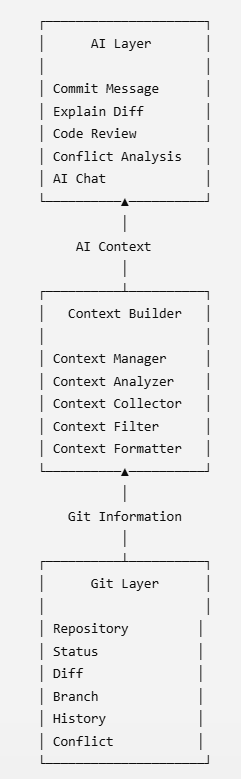 AI Layer
Commit Message
Explain Diff
Code Review
Conflict Analysis
AI Chat
AI Context
Context Builder
Context Manager
Context Analyzer
Context Collector
Context Filter
Context Formatter
Git Information
Git Layer
Repository
Status
Diff
Branch
History
Conflict